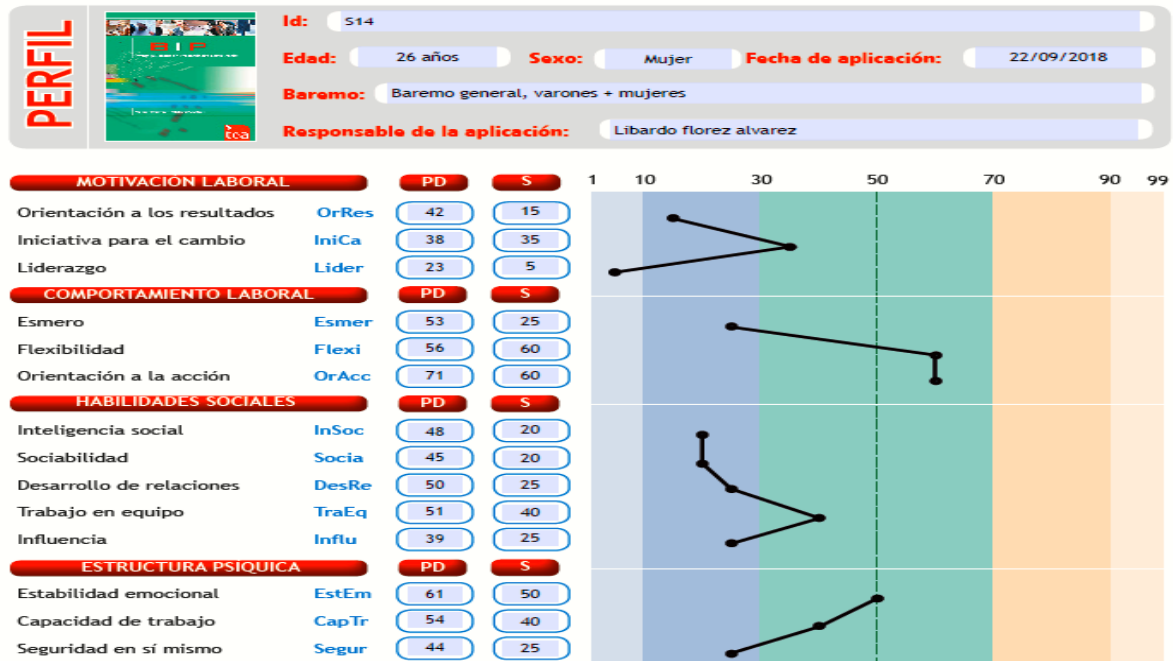 PERFIL
BIP
tea
Id: S14
Edad: 26 años Sexo: Mujer Fecha de aplicación: 22/09/2018
Baremo: Baremo general, varones + mujeres
Responsable de la aplicación: Libardo florez alvarez
MOTIVACIÓN LABORAL PD S 1 10 30 50 70 90 99
Orientación a los resultados OrRes 42 15
Iniciativa para el cambio IniCa 38 35
Liderazgo Lider 23 5
COMPORTAMIENTO LABORAL PD S
Esmero Esmer 53 25
Flexibilidad Flexi 56 60
Orientación a la acción OrAcc 71 60
HABILIDADES SOCIALES PD S
Inteligencia social InSoc 48 20
Sociabilidad Socia 45 20
Desarrollo de relaciones DesRe 50 25
Trabajo en equipo TraEq 51 40
Influencia Influ 39 25
ESTRUCTURA PSÍQUICA PD S
Estabilidad emocional EstEm 61 50
Capacidad de trabajo CapTr 54 40
Seguridad en sí mismo Segur 44 25